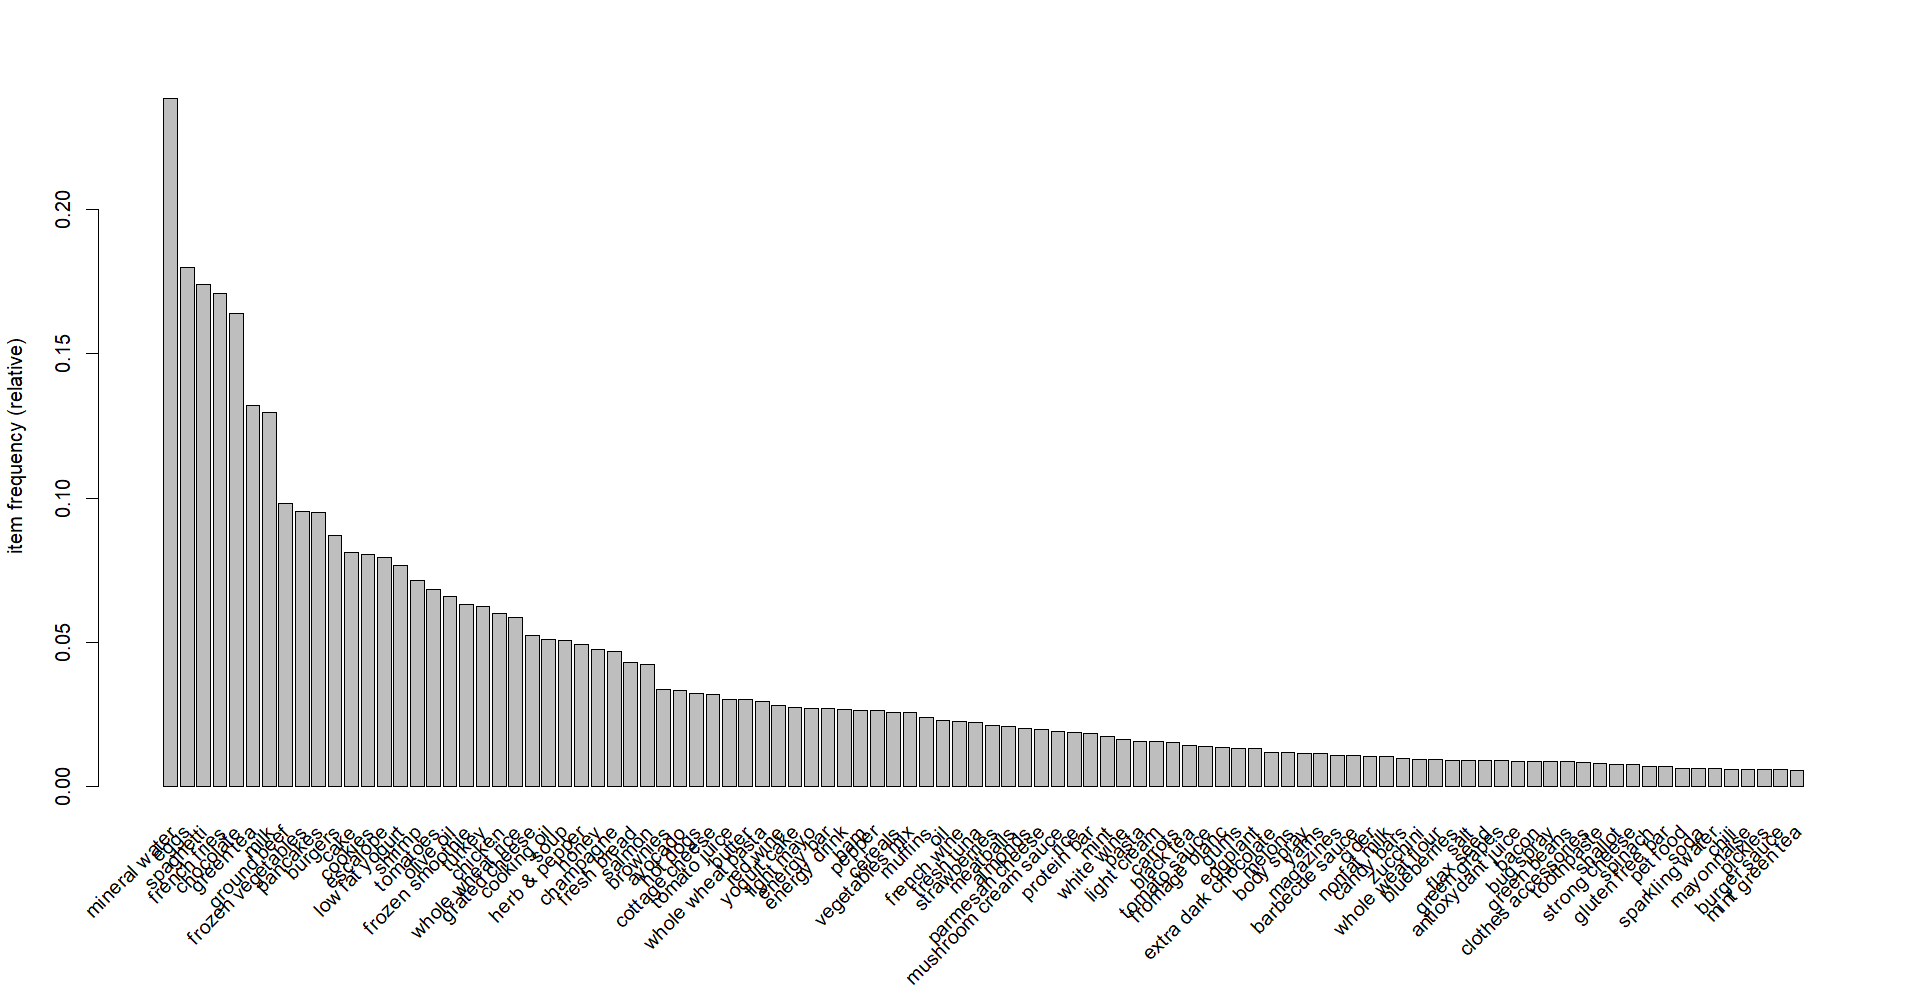 item frequency (relative)
0.00
0.05
0.10
0.15
0.20
mineral water
eggs
spaghetti
french fries
chocolate
green tea
milk
ground beef
frozen vegetables
pancakes
burgers
cake
cookies
escalope
low fat yogurt
shrimp
tomatoes
olive oil
frozen smoothie
turkey
chicken
whole wheat rice
grated cheese
cooking oil
soup
herb & pepper
honey
champagne
fresh bread
salmon
brownies
avocado
hot dogs
cottage cheese
tomato juice
butter
whole wheat pasta
red wine
yogurt cake
light mayo
energy bar
energy drink
ham
pepper
cereals
vegetables mix
muffins
oil
french wine
fresh tuna
strawberries
meatballs
almonds
parmesan cheese
mushroom cream sauce
rice
protein bar
mint
white wine
pasta
light cream
carrots
black tea
tomato sauce
fromage blanc
gums
eggplant
extra dark chocolate
melons
body spray
yams
magazines
barbecue sauce
nonfat milk
candy bars
zucchini
whole weat flour
blueberries
salt
flax seed
green grapes
antioxydant juice
bacon
bug spray
green beans
clothes accessories
toothpaste
shallot
strong cheese
spinach
gluten free bar
pet food
soda
sparkling water
chili
mayonnaise
pickles
burger sauce
mint green tea